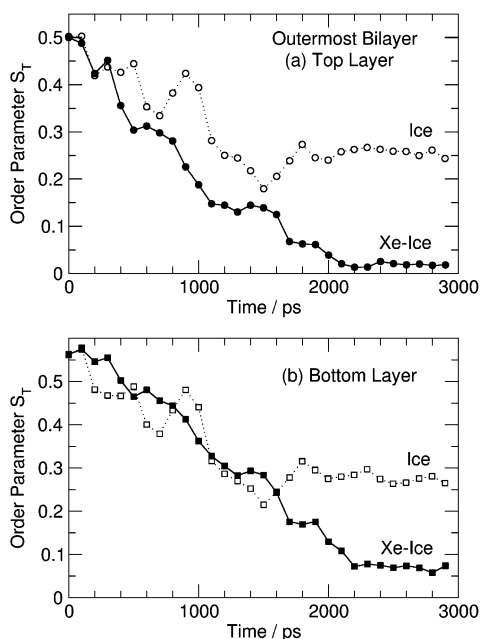 Outermost Bilayer
(a) Top Layer
0.5
0.4
0.3
0.2
0.1
0
Order Parameter S_T
Ice
Xe-Ice
0 1000 2000 3000
Time / ps
(b) Bottom Layer
0.5
0.4
0.3
0.2
0.1
0
Order Parameter S_T
Ice
Xe-Ice
0 1000 2000 3000
Time / ps